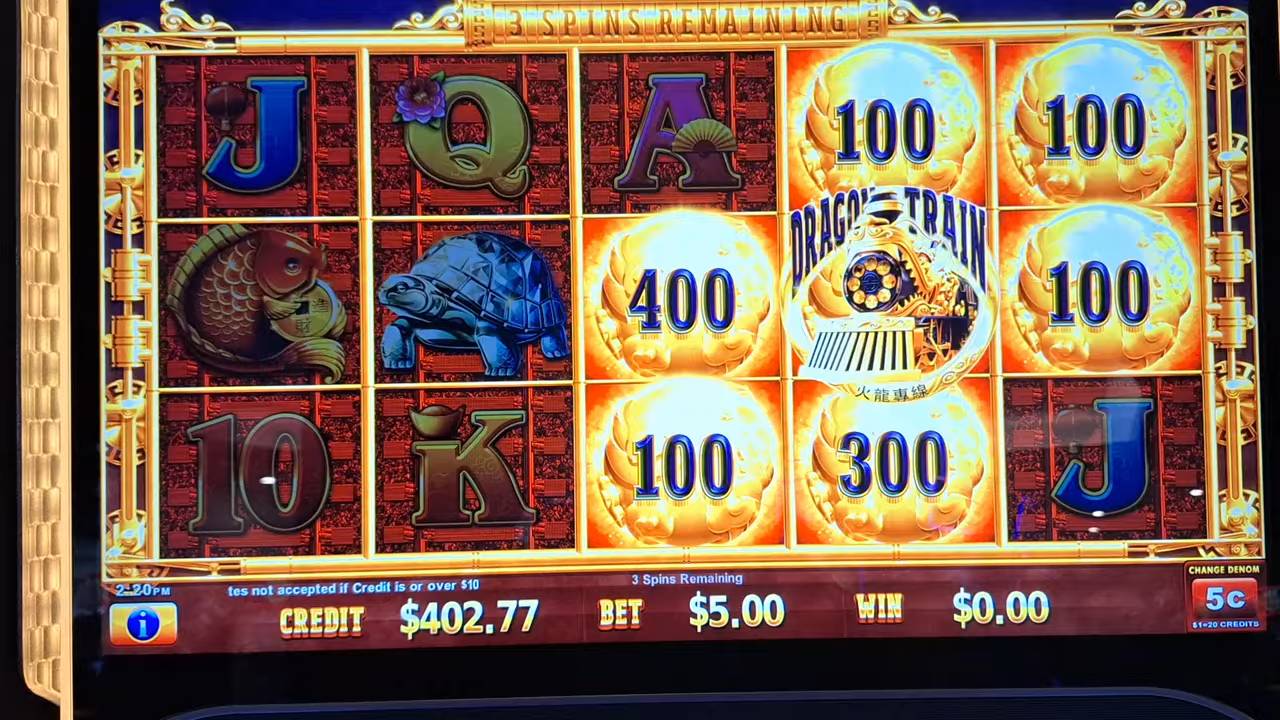 3 SPINS REMAINING
J Q A 100 100
DRAGON TRAIN
400 100
火龍專線
10 K 100 300 J
2:20PM
tes not accepted if Credit is or over $10
3 Spins Remaining
CHANGE DENOM
CREDIT $402.77 BET $5.00 WIN $0.00
5¢
$1=20 CREDITS